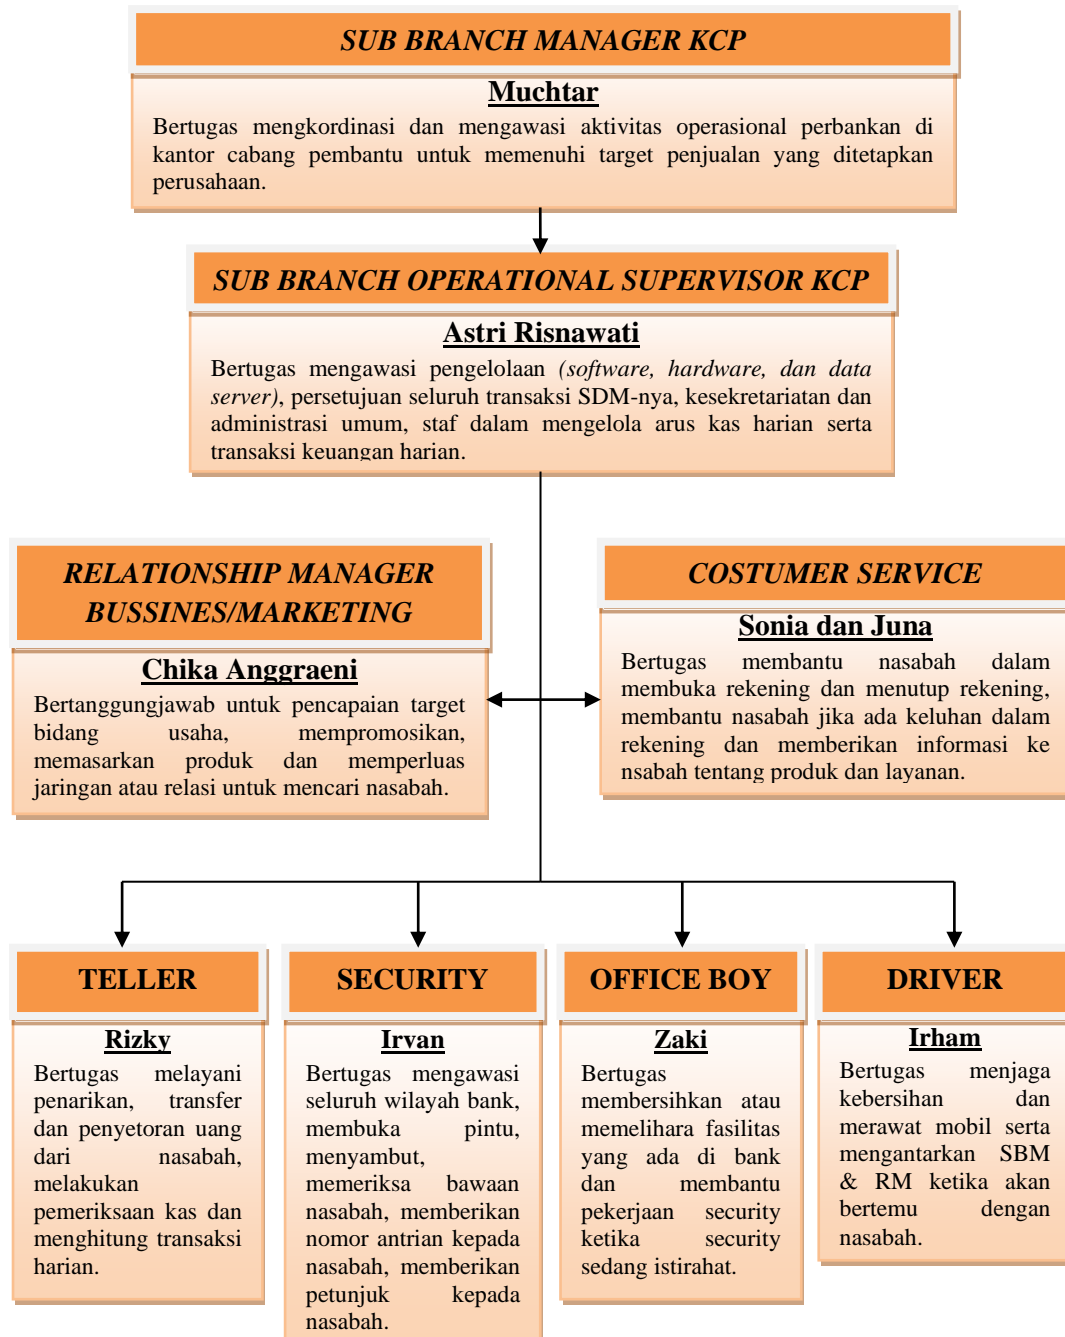 SUB BRANCH MANAGER KCP
Muchtar
Bertugas mengkordinasi dan mengawasi aktivitas operasional perbankan di
kantor cabang pembantu untuk memenuhi target penjualan yang ditetapkan
perusahaan.
SUB BRANCH OPERATIONAL SUPERVISOR KCP
Astri Risnawati
Bertugas mengawasi pengelolaan (software, hardware, dan data
server), persetujuan seluruh transaksi SDM-nya, kesekretariatan dan
administrasi umum, staf dalam mengelola arus kas harian serta
transaksi keuangan harian.
RELATIONSHIP MANAGER
BUSSINES/MARKETING
Chika Anggraeni
Bertanggungjawab untuk pencapaian target
bidang usaha, mempromosikan,
memasarkan produk dan memperluas
jaringan atau relasi untuk mencari nasabah.
COSTUMER SERVICE
Sonia dan Juna
Bertugas membantu nasabah dalam
membuka rekening dan menutup rekening,
membantu nasabah jika ada keluhan dalam
rekening dan memberikan informasi ke
nsabah tentang produk dan layanan.
TELLER
Rizky
Bertugas melayani
penarikan, transfer
dan penyetoran uang
dari nasabah,
melakukan
pemeriksaan kas dan
menghitung transaksi
harian.
SECURITY
Irvan
Bertugas mengawasi
seluruh wilayah bank,
membuka pintu,
menyambut,
memeriksa bawaan
nasabah, memberikan
nomor antrian kepada
nasabah, memberikan
petunjuk kepada
nasabah.
OFFICE BOY
Zaki
Bertugas
membersihkan atau
memelihara fasilitas
yang ada di bank
dan membantu
pekerjaan security
ketika security
sedang istirahat.
DRIVER
Irham
Bertugas menjaga
kebersihan dan
merawat mobil serta
mengantarkan SBM
& RM ketika akan
bertemu dengan
nasabah.